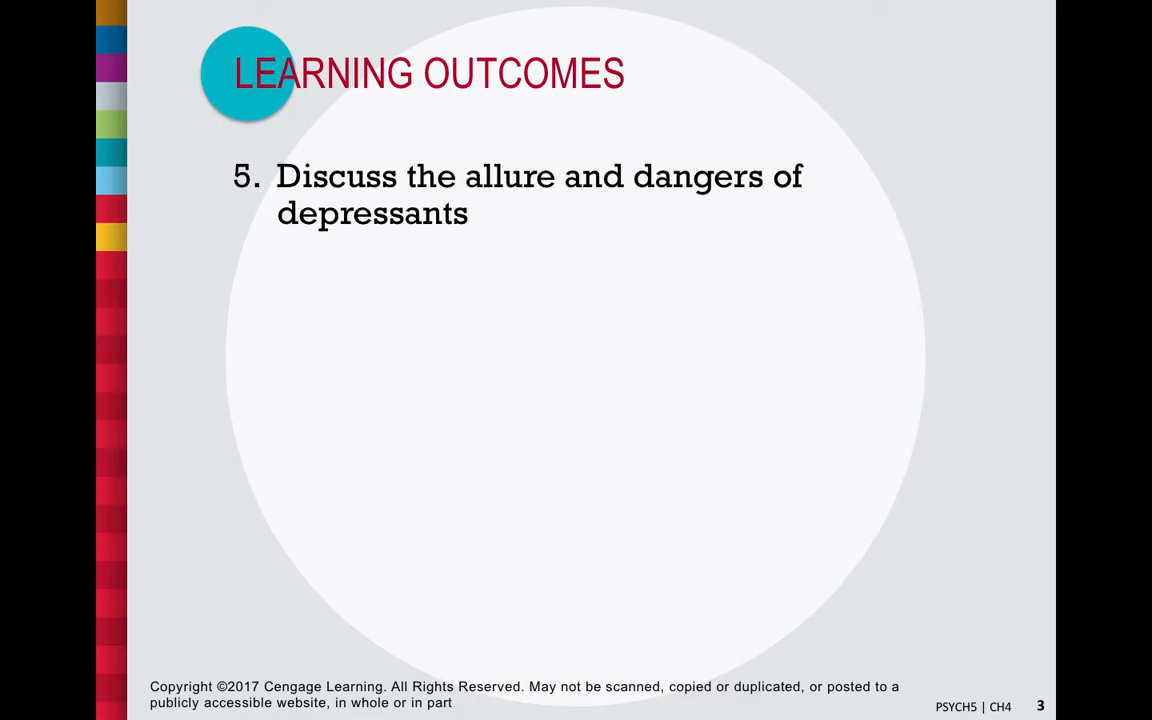 LEARNING OUTCOMES
5. Discuss the allure and dangers of
depressants
Copyright ©2017 Cengage Learning. All Rights Reserved. May not be scanned, copied or duplicated, or posted to a
publicly accessible website, in whole or in part
PSYCH5 | CH4 3